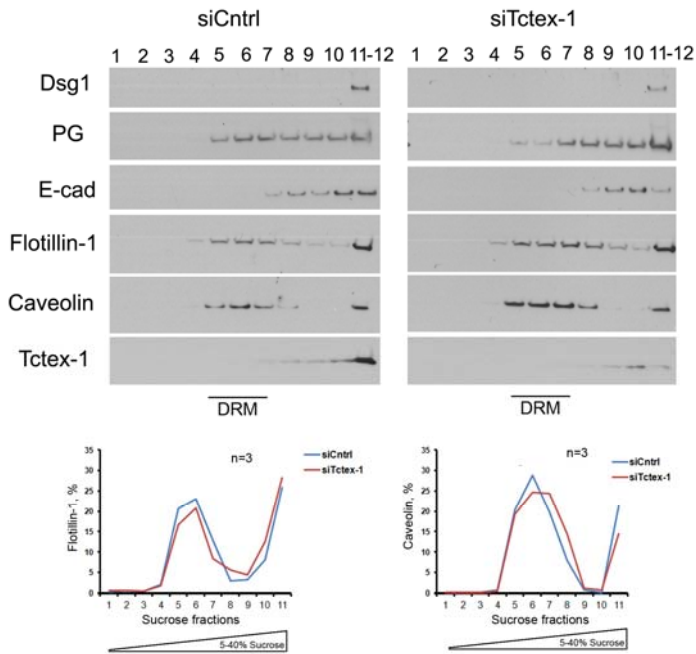 siCntrl siTctex-1
1 2 3 4 5 6 7 8 9 10 11-12 1 2 3 4 5 6 7 8 9 10 11-12
Dsg1
PG
E-cad
Flotillin-1
Caveolin
Tctex-1
DRM DRM
n=3
siCntrl
siTctex-1
Flotillin-1, %
35
30
25
20
15
10
5
0
1 2 3 4 5 6 7 8 9 10 11
Sucrose fractions
5-40% Sucrose
n=3
siCntrl
siTctex-1
Caveolin, %
35
30
25
20
15
10
5
0
1 2 3 4 5 6 7 8 9 10 11
Sucrose fractions
5-40% Sucrose